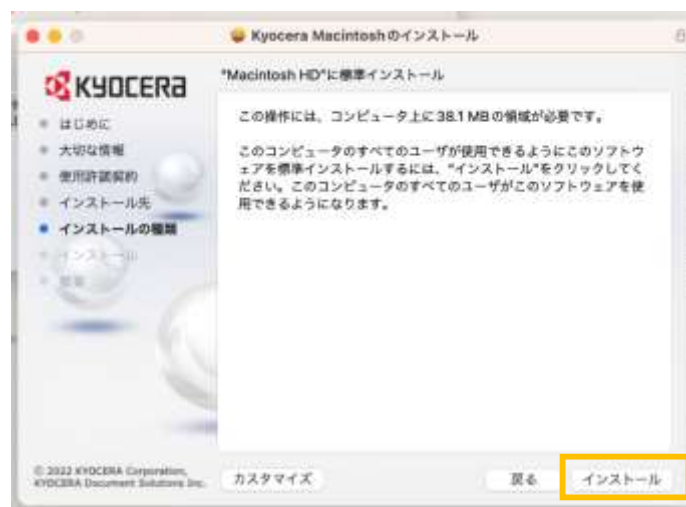 Kyocera Macintoshのインストール
KYOCERA
"Macintosh HD"に標準インストール
はじめに
大切な情報
使用許諾契約
インストール先
インストールの種類
インストール
概要
この操作には、コンピュータ上に38.1 MBの領域が必要です。
このコンピュータのすべてのユーザが使用できるようにこのソフトウ
ェアを標準インストールするには、"インストール"をクリックしてく
ださい。このコンピュータのすべてのユーザがこのソフトウェアを使
用できるようになります。
© 2022 KYOCERA Corporation,
KYOCERA Document Solutions Inc.
カスタマイズ
戻る
インストール